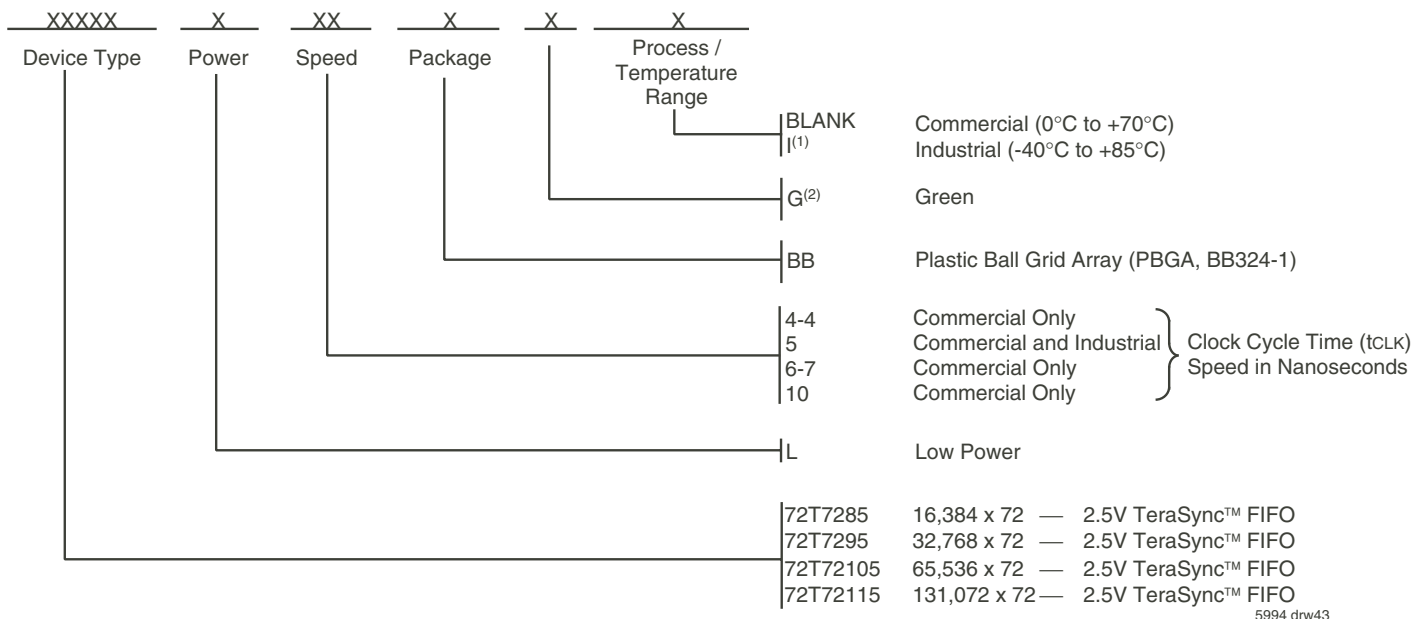 XXXXX X XX X X X
Device Type Power Speed Package Process /
Temperature
Range
BLANK Commercial (0°C to +70°C)
I(1) Industrial (-40°C to +85°C)
G(2) Green
BB Plastic Ball Grid Array (PBGA, BB324-1)
4-4 Commercial Only
5 Commercial and Industrial Clock Cycle Time (tCLK)
6-7 Commercial Only Speed in Nanoseconds
10 Commercial Only
L Low Power
72T7285 16,384 x 72 — 2.5V TeraSync™ FIFO
72T7295 32,768 x 72 — 2.5V TeraSync™ FIFO
72T72105 65,536 x 72 — 2.5V TeraSync™ FIFO
72T72115 131,072 x 72 — 2.5V TeraSync™ FIFO
5994 drw43